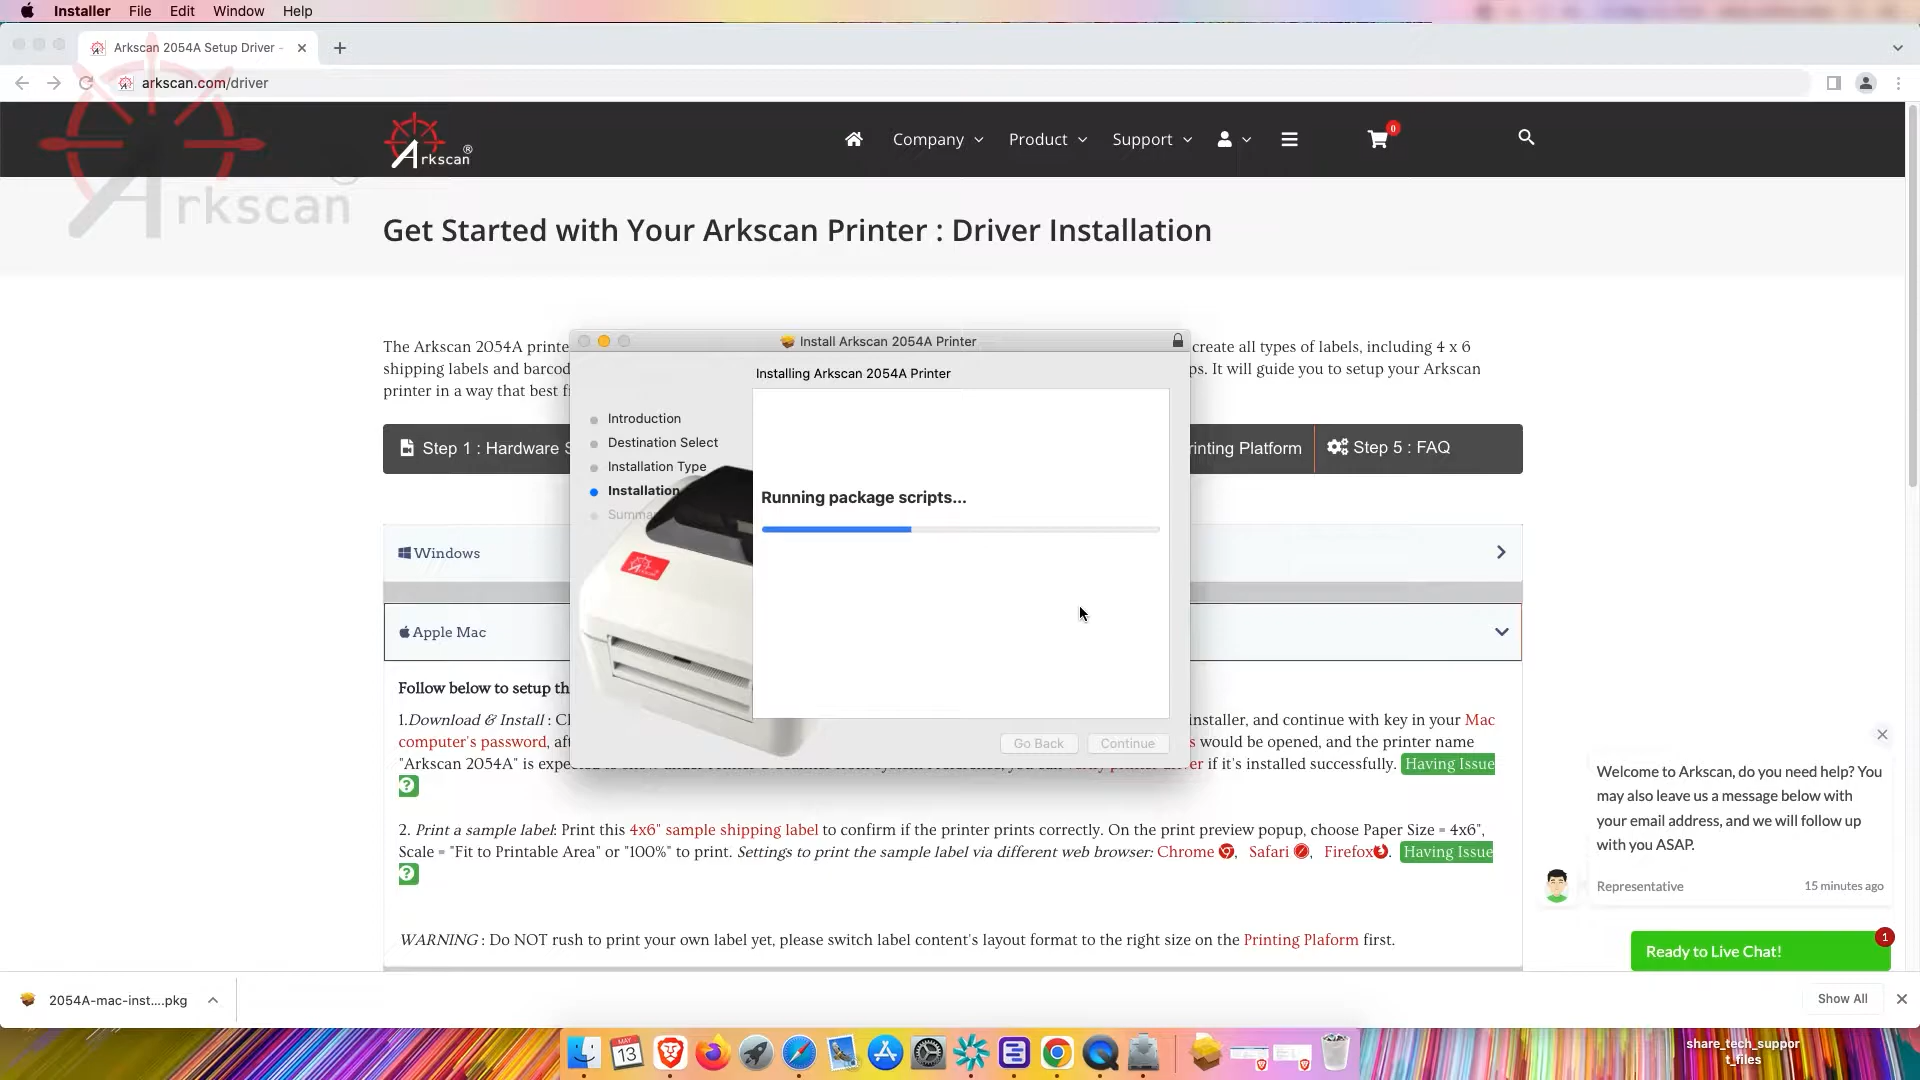 Installer File Edit Window Help
Arkscan 2054A Setup Driver -
arkscan.com/driver
Arkscan®
Company Product Support 0
Arkscan
Get Started with Your Arkscan Printer : Driver Installation
The Arkscan 2054A printe
create all types of labels, including 4 x 6
shipping labels and barcod
ps. It will guide you to setup your Arkscan
printer in a way that best fi
Step 1 : Hardware S
rinting Platform
Step 5 : FAQ
Install Arkscan 2054A Printer
Installing Arkscan 2054A Printer
Introduction
Destination Select
Installation Type
Installation
Summa
Running package scripts...
Go Back Continue
Windows
Apple Mac
Follow below to setup th
1.Download & Install : Cl
installer, and continue with key in your Mac
computer's password, aft
s would be opened, and the printer name
"Arkscan 2054A" is expe
er if it's installed successfully. Having Issue
?
2. Print a sample label: Print this 4x6" sample shipping label to confirm if the printer prints correctly. On the print preview popup, choose Paper Size = 4x6",
Scale = "Fit to Printable Area" or "100%" to print. Settings to print the sample label via different web browser: Chrome , Safari , Firefox . Having Issue
?
WARNING : Do NOT rush to print your own label yet, please switch label content's layout format to the right size on the Printing Plaform first.
Welcome to Arkscan, do you need help? You
may also leave us a message below with
your email address, and we will follow up
with you ASAP.
Representative 15 minutes ago
Ready to Live Chat! 1
2054A-mac-inst....pkg
Show All
MAY
13
share_tech_suppor
t_files